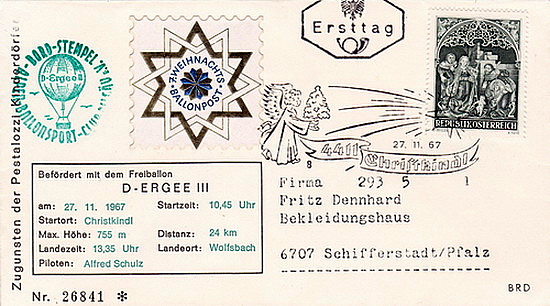 Zugunsten der Pestalozzi Kinderdörfer
BORD-STEMPEL "A"
D-Ergee III
BALLONSPORT-CLUB
WEIHNACHTS
BALLONPOST
Ersttag
REPUBLIK ÖSTERREICH
27. 11. 67
4411 Christkindl
8
Befördert mit dem Freiballon
D-ERGEE III
am: 27. 11. 1967 Startzeit: 10,45 Uhr
Startort: Christkindl
Max. Höhe: 755 m Distanz: 24 km
Landezeit: 13,35 Uhr Landeort: Wolfsbach
Piloten: Alfred Schulz
Firma 293 5 1
Fritz Dennhard
Bekleidungshaus
6707 Schifferstadt/Pfalz
Nr. 26841 *
BRD